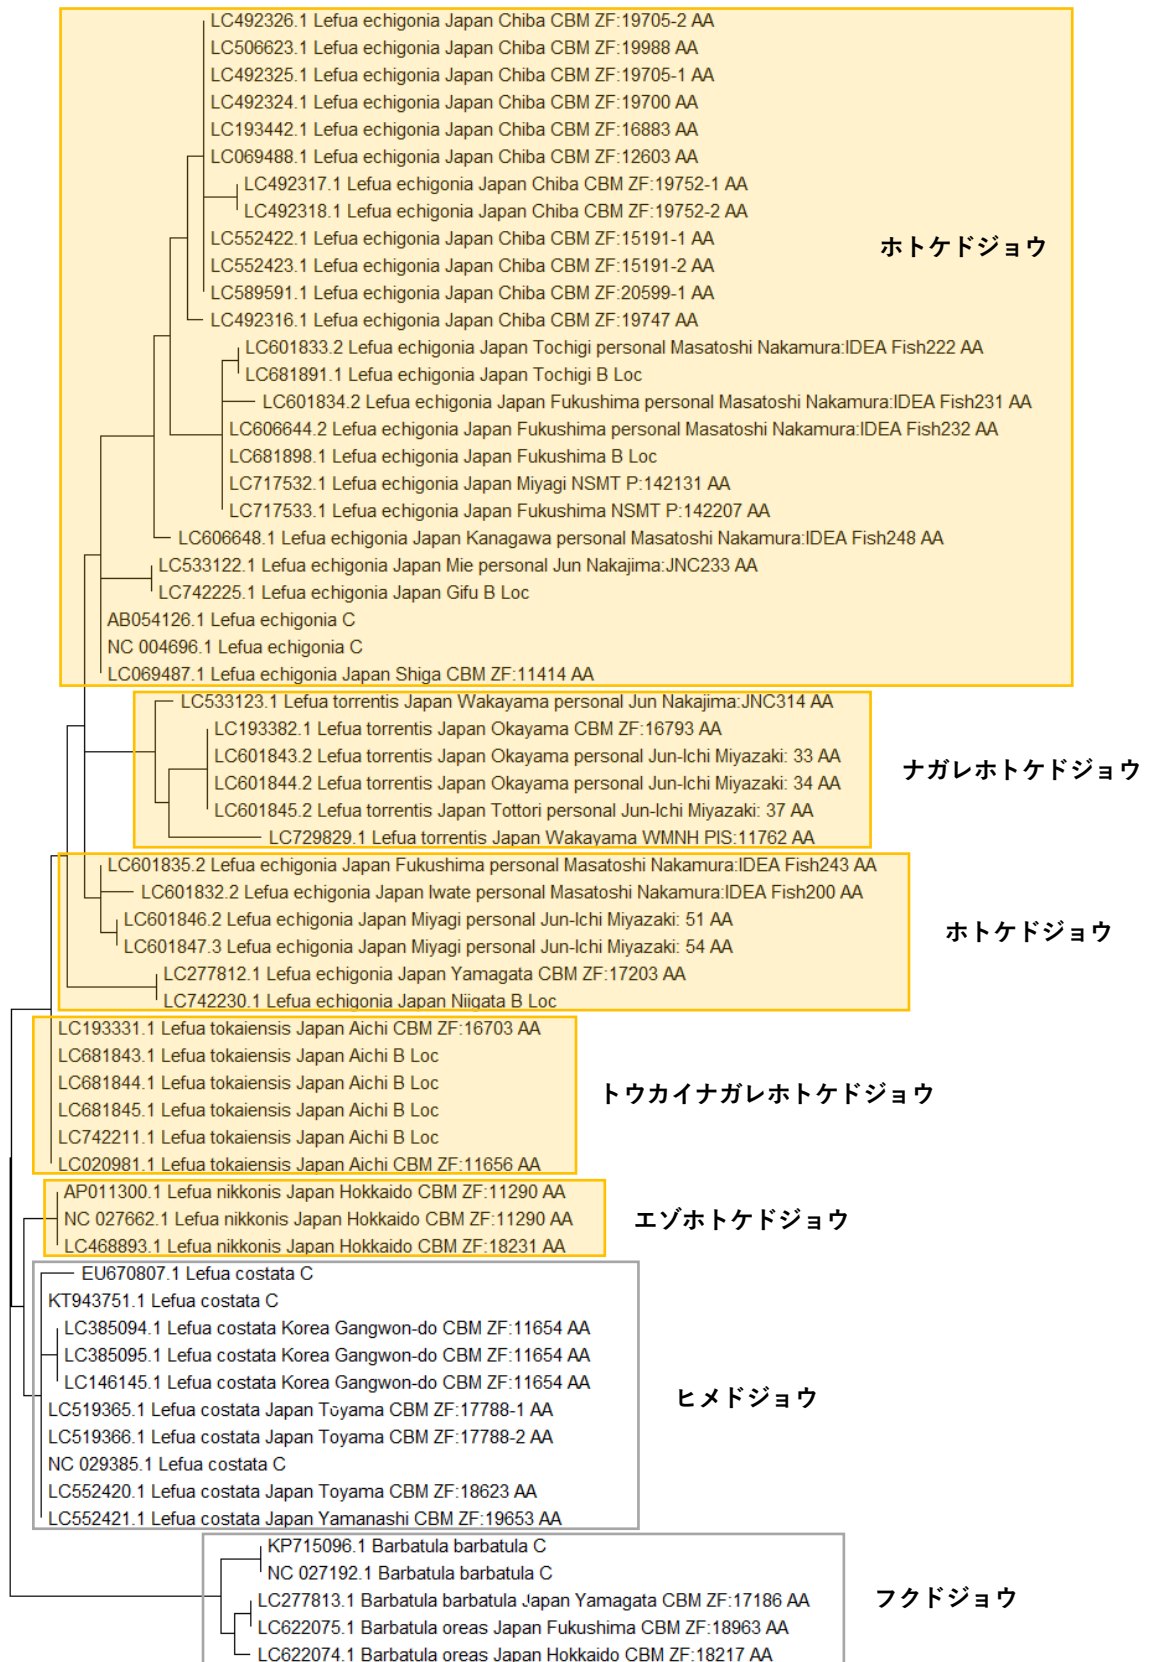 LC492326.1 Lefua echigonia Japan Chiba CBM ZF:19705-2 AA
LC506623.1 Lefua echigonia Japan Chiba CBM ZF:19988 AA
LC492325.1 Lefua echigonia Japan Chiba CBM ZF:19705-1 AA
LC492324.1 Lefua echigonia Japan Chiba CBM ZF:19700 AA
LC193442.1 Lefua echigonia Japan Chiba CBM ZF:16883 AA
LC069488.1 Lefua echigonia Japan Chiba CBM ZF:12603 AA
LC492317.1 Lefua echigonia Japan Chiba CBM ZF:19752-1 AA
LC492318.1 Lefua echigonia Japan Chiba CBM ZF:19752-2 AA
LC552422.1 Lefua echigonia Japan Chiba CBM ZF:15191-1 AA
ホトケドジョウ
LC552423.1 Lefua echigonia Japan Chiba CBM ZF:15191-2 AA
LC589591.1 Lefua echigonia Japan Chiba CBM ZF:20599-1 AA
LC492316.1 Lefua echigonia Japan Chiba CBM ZF:19747 AA
LC601833.2 Lefua echigonia Japan Tochigi personal Masatoshi Nakamura:IDEA Fish222 AA
LC681891.1 Lefua echigonia Japan Tochigi B Loc
LC601834.2 Lefua echigonia Japan Fukushima personal Masatoshi Nakamura:IDEA Fish231 AA
LC606644.2 Lefua echigonia Japan Fukushima personal Masatoshi Nakamura:IDEA Fish232 AA
LC681898.1 Lefua echigonia Japan Fukushima B Loc
LC717532.1 Lefua echigonia Japan Miyagi NSMT P:142131 AA
LC717533.1 Lefua echigonia Japan Fukushima NSMT P:142207 AA
LC606648.1 Lefua echigonia Japan Kanagawa personal Masatoshi Nakamura:IDEA Fish248 AA
LC533122.1 Lefua echigonia Japan Mie personal Jun Nakajima:JNC233 AA
LC742225.1 Lefua echigonia Japan Gifu B Loc
AB054126.1 Lefua echigonia C
NC 004696.1 Lefua echigonia C
LC069487.1 Lefua echigonia Japan Shiga CBM ZF:11414 AA
LC533123.1 Lefua torrentis Japan Wakayama personal Jun Nakajima:JNC314 AA
LC193382.1 Lefua torrentis Japan Okayama CBM ZF:16793 AA
LC601843.2 Lefua torrentis Japan Okayama personal Jun-Ichi Miyazaki: 33 AA
ナガレホトケドジョウ
LC601844.2 Lefua torrentis Japan Okayama personal Jun-Ichi Miyazaki: 34 AA
LC601845.2 Lefua torrentis Japan Tottori personal Jun-Ichi Miyazaki: 37 AA
LC729829.1 Lefua torrentis Japan Wakayama WMNH PIS:11762 AA
LC601835.2 Lefua echigonia Japan Fukushima personal Masatoshi Nakamura:IDEA Fish243 AA
LC601832.2 Lefua echigonia Japan Iwate personal Masatoshi Nakamura:IDEA Fish200 AA
LC601846.2 Lefua echigonia Japan Miyagi personal Jun-Ichi Miyazaki: 51 AA
ホトケドジョウ
LC601847.3 Lefua echigonia Japan Miyagi personal Jun-Ichi Miyazaki: 54 AA
LC277812.1 Lefua echigonia Japan Yamagata CBM ZF:17203 AA
LC742230.1 Lefua echigonia Japan Niigata B Loc
LC193331.1 Lefua tokaiensis Japan Aichi CBM ZF:16703 AA
LC681843.1 Lefua tokaiensis Japan Aichi B Loc
LC681844.1 Lefua tokaiensis Japan Aichi B Loc
トウカイナガレホトケドジョウ
LC681845.1 Lefua tokaiensis Japan Aichi B Loc
LC742211.1 Lefua tokaiensis Japan Aichi B Loc
LC020981.1 Lefua tokaiensis Japan Aichi CBM ZF:11656 AA
AP011300.1 Lefua nikkonis Japan Hokkaido CBM ZF:11290 AA
NC 027662.1 Lefua nikkonis Japan Hokkaido CBM ZF:11290 AA
エゾホトケドジョウ
LC468893.1 Lefua nikkonis Japan Hokkaido CBM ZF:18231 AA
EU670807.1 Lefua costata C
KT943751.1 Lefua costata C
LC385094.1 Lefua costata Korea Gangwon-do CBM ZF:11654 AA
LC385095.1 Lefua costata Korea Gangwon-do CBM ZF:11654 AA
LC146145.1 Lefua costata Korea Gangwon-do CBM ZF:11654 AA
ヒメドジョウ
LC519365.1 Lefua costata Japan Toyama CBM ZF:17788-1 AA
LC519366.1 Lefua costata Japan Toyama CBM ZF:17788-2 AA
NC 029385.1 Lefua costata C
LC552420.1 Lefua costata Japan Toyama CBM ZF:18623 AA
LC552421.1 Lefua costata Japan Yamanashi CBM ZF:19653 AA
KP715096.1 Barbatula barbatula C
NC 027192.1 Barbatula barbatula C
LC277813.1 Barbatula barbatula Japan Yamagata CBM ZF:17186 AA
フクドジョウ
LC622075.1 Barbatula oreas Japan Fukushima CBM ZF:18963 AA
LC622074.1 Barbatula oreas Japan Hokkaido CBM ZF:18217 AA